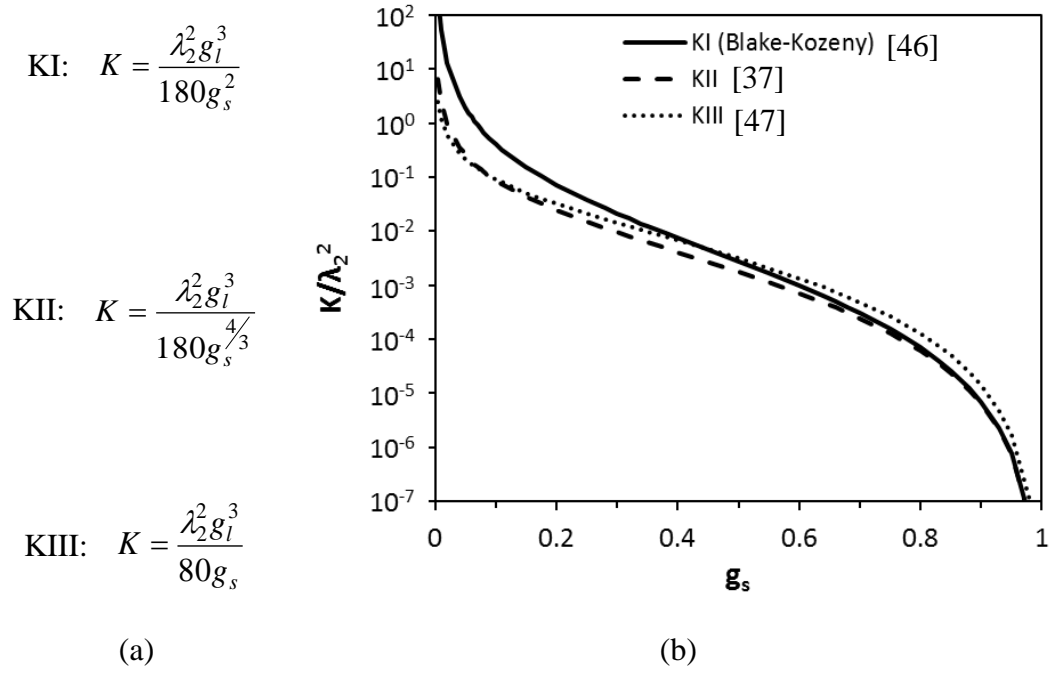 KI: K = λ₂²gₗ³ / 180gₛ²
KII: K = λ₂²gₗ³ / 180gₛ^4/3
KIII: K = λ₂²gₗ³ / 80gₛ
(a)
K/λ₂²
10²
10¹
10⁰
10⁻¹
10⁻²
10⁻³
10⁻⁴
10⁻⁵
10⁻⁶
10⁻⁷
KI (Blake-Kozeny) [46]
KII [37]
KIII [47]
0 0.2 0.4 0.6 0.8 1
gₛ
(b)